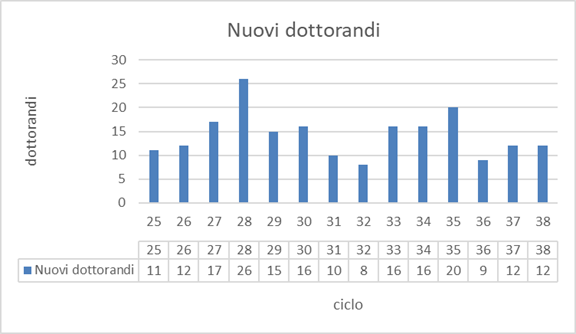 Nuovi dottorandi
dottorandi
30
25
20
15
10
5
0
25 26 27 28 29 30 31 32 33 34 35 36 37 38
25 26 27 28 29 30 31 32 33 34 35 36 37 38
Nuovi dottorandi 11 12 17 26 15 16 10 8 16 16 20 9 12 12
ciclo